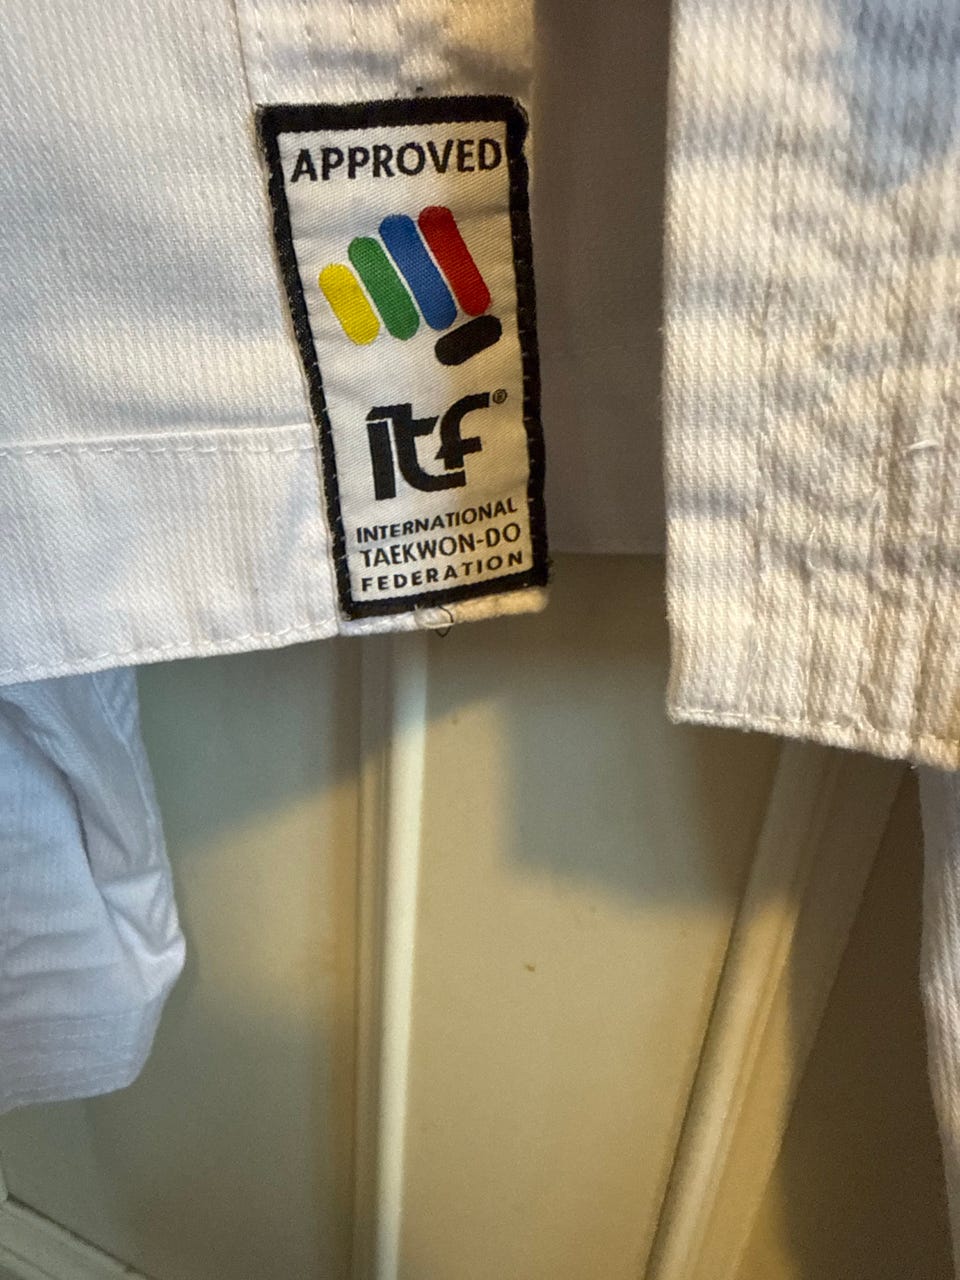 APPROVED
itf®
INTERNATIONAL
TAEKWON-DO
FEDERATION